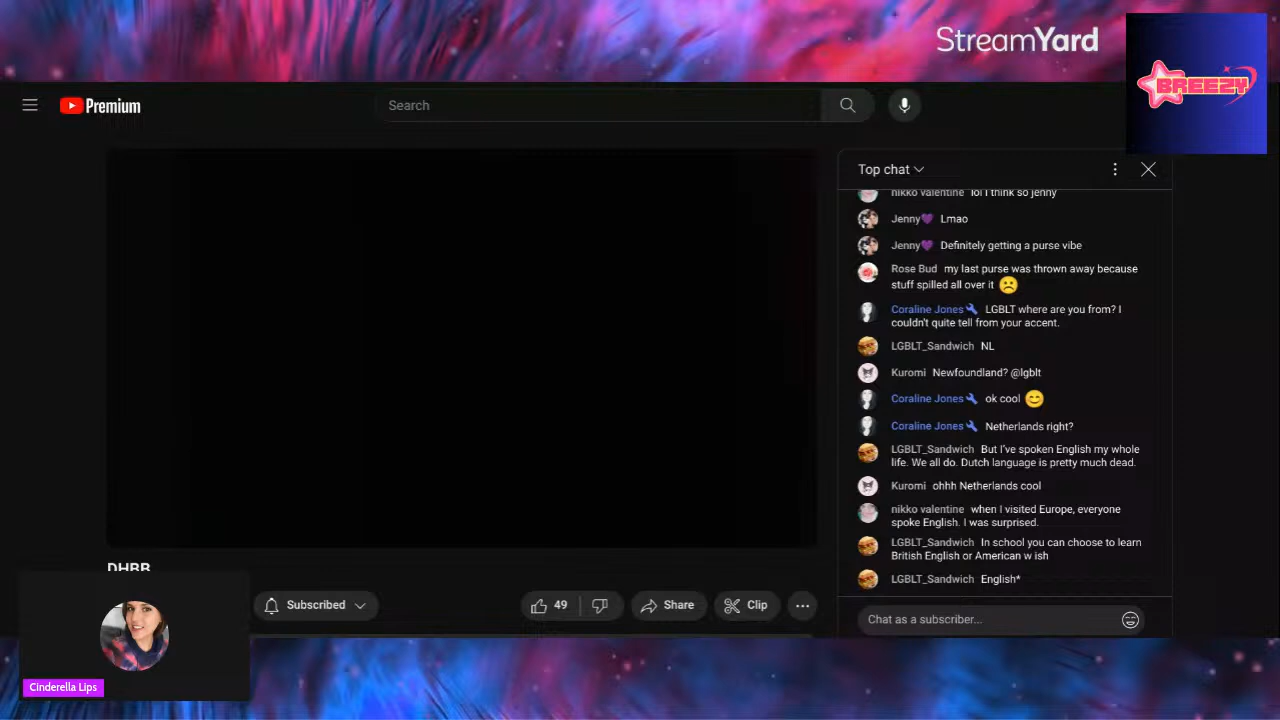 StreamYard
BREEZY
Premium
Search
Top chat
nikko valentine lol I think so jenny
Jenny💜 Lmao
Jenny💜 Definitely getting a purse vibe
Rose Bud my last purse was thrown away because
stuff spilled all over it ☹️
Coraline Jones LGBLT where are you from? I
couldn't quite tell from your accent.
LGBLT_Sandwich NL
Kuromi Newfoundland? @lgblt
Coraline Jones ok cool 😊
Coraline Jones Netherlands right?
LGBLT_Sandwich But I've spoken English my whole
life. We all do. Dutch language is pretty much dead.
Kuromi ohhh Netherlands cool
nikko valentine when I visited Europe, everyone
spoke English. I was surprised.
LGBLT_Sandwich In school you can choose to learn
British English or American w ish
LGBLT_Sandwich English*
Chat as a subscriber...
DHBB
Subscribed
49
Share
Clip
Cinderella Lips